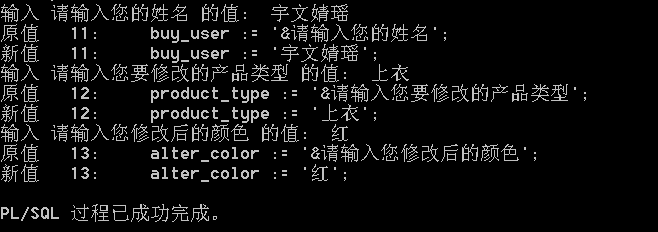 输入 请输入您的姓名 的值： 宇文婧瑶
原值   11:     buy_user := '&请输入您的姓名';
新值   11:     buy_user := '宇文婧瑶';
输入 请输入您要修改的产品类型 的值： 上衣
原值   12:     product_type := '&请输入您要修改的产品类型';
新值   12:     product_type := '上衣';
输入 请输入您修改后的颜色 的值： 红
原值   13:     alter_color := '&请输入您修改后的颜色';
新值   13:     alter_color := '红';
PL/SQL 过程已成功完成。